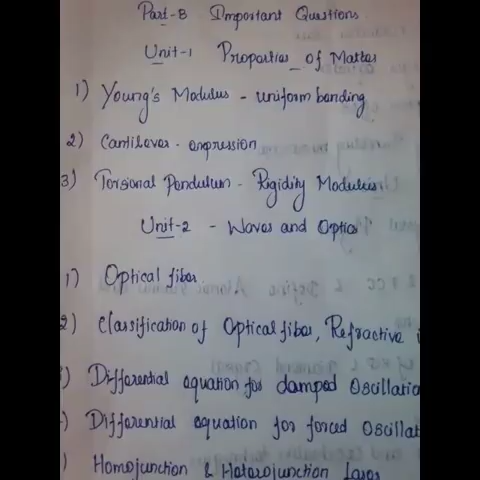 Part-B Important Questions
Unit-1 Properties of Matter
1) Young's Modulus - uniform bending
2) Cantilever - expression
3) Torsional Pendulum - Rigidity Modulus
Unit-2 - Waves and Optics
1) Optical fiber.
2) Classification of Optical fiber, Refractive i
3) Differential equation for damped Oscillatio
) Differential equation for forced Oscillat
) Homojunction & Heterojunction Laser